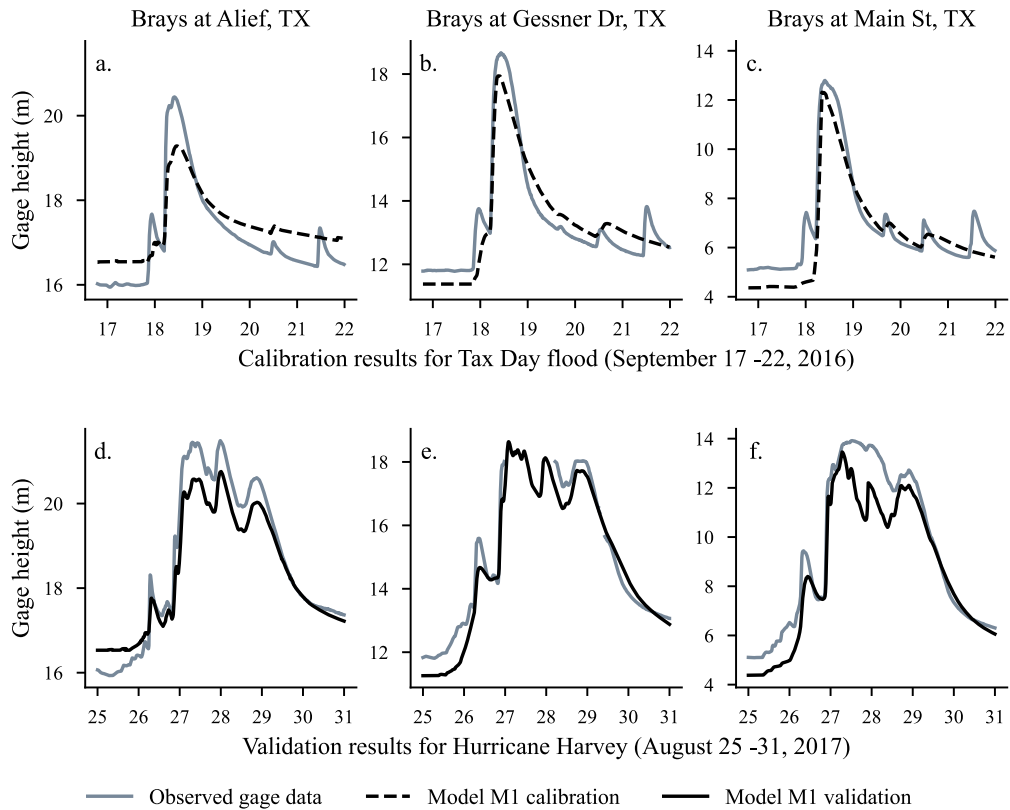 Brays at Alief, TX Brays at Gessner Dr, TX Brays at Main St, TX
a.
Gage height (m)
20
18
16
17 18 19 20 21 22
b.
18
16
14
12
17 18 19 20 21 22
c.
14
12
10
8
6
4
17 18 19 20 21 22
Calibration results for Tax Day flood (September 17 -22, 2016)
d.
Gage height (m)
20
18
16
25 26 27 28 29 30 31
e.
18
16
14
12
25 26 27 28 29 30 31
f.
14
12
10
8
6
4
25 26 27 28 29 30 31
Validation results for Hurricane Harvey (August 25 -31, 2017)
Observed gage data Model M1 calibration Model M1 validation